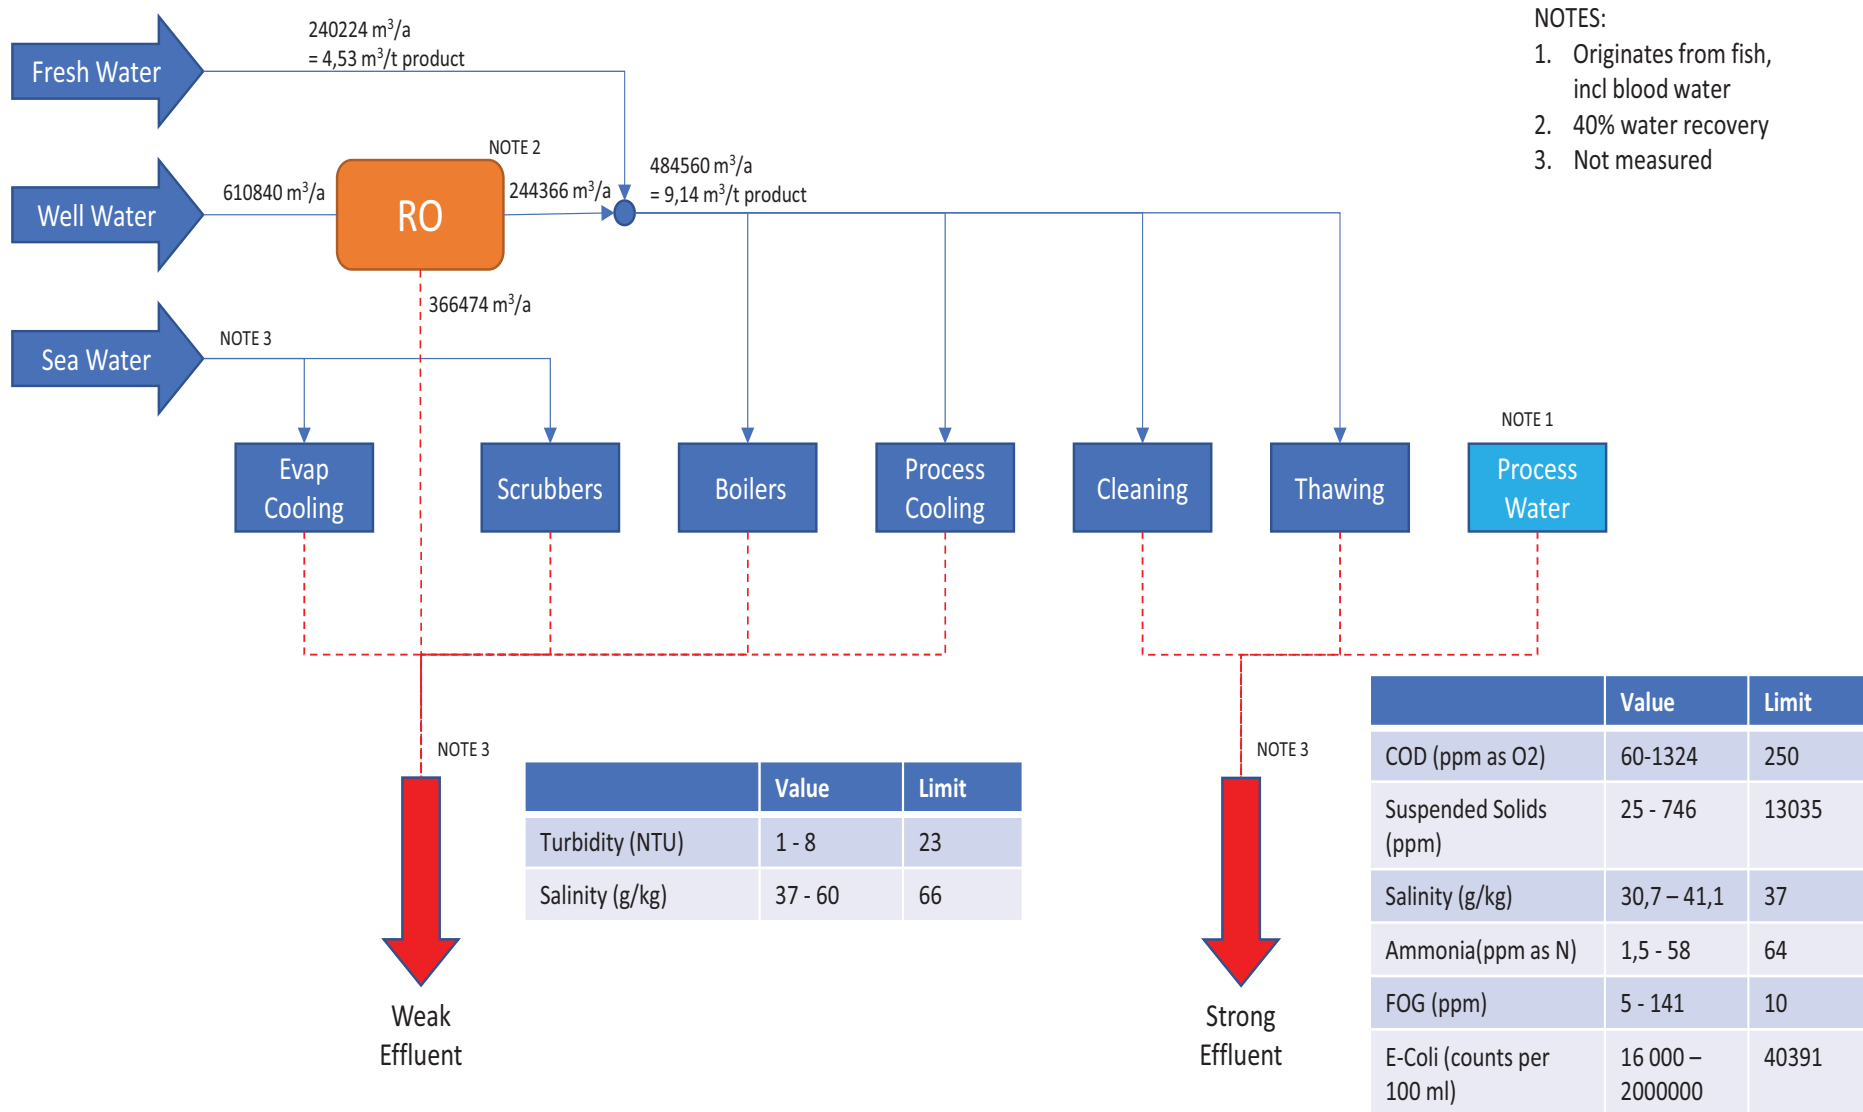 240224 m³/a
= 4,53 m³/t product
Fresh Water
NOTES:
1. Originates from fish,
incl blood water
2. 40% water recovery
3. Not measured
NOTE 2
484560 m³/a
= 9,14 m³/t product
610840 m³/a
RO
244366 m³/a
Well Water
366474 m³/a
NOTE 3
Sea Water
NOTE 1
Evap
Cooling
Scrubbers
Boilers
Process
Cooling
Cleaning
Thawing
Process
Water
NOTE 3
Value Limit
Turbidity (NTU) 1 - 8 23
Salinity (g/kg) 37 - 60 66
NOTE 3
Value Limit
COD (ppm as O2) 60-1324 250
Suspended Solids 25 - 746 13035
(ppm)
Salinity (g/kg) 30,7 – 41,1 37
Ammonia(ppm as N) 1,5 - 58 64
FOG (ppm) 5 - 141 10
E-Coli (counts per 16 000 – 40391
100 ml) 2000000
Weak
Effluent
Strong
Effluent